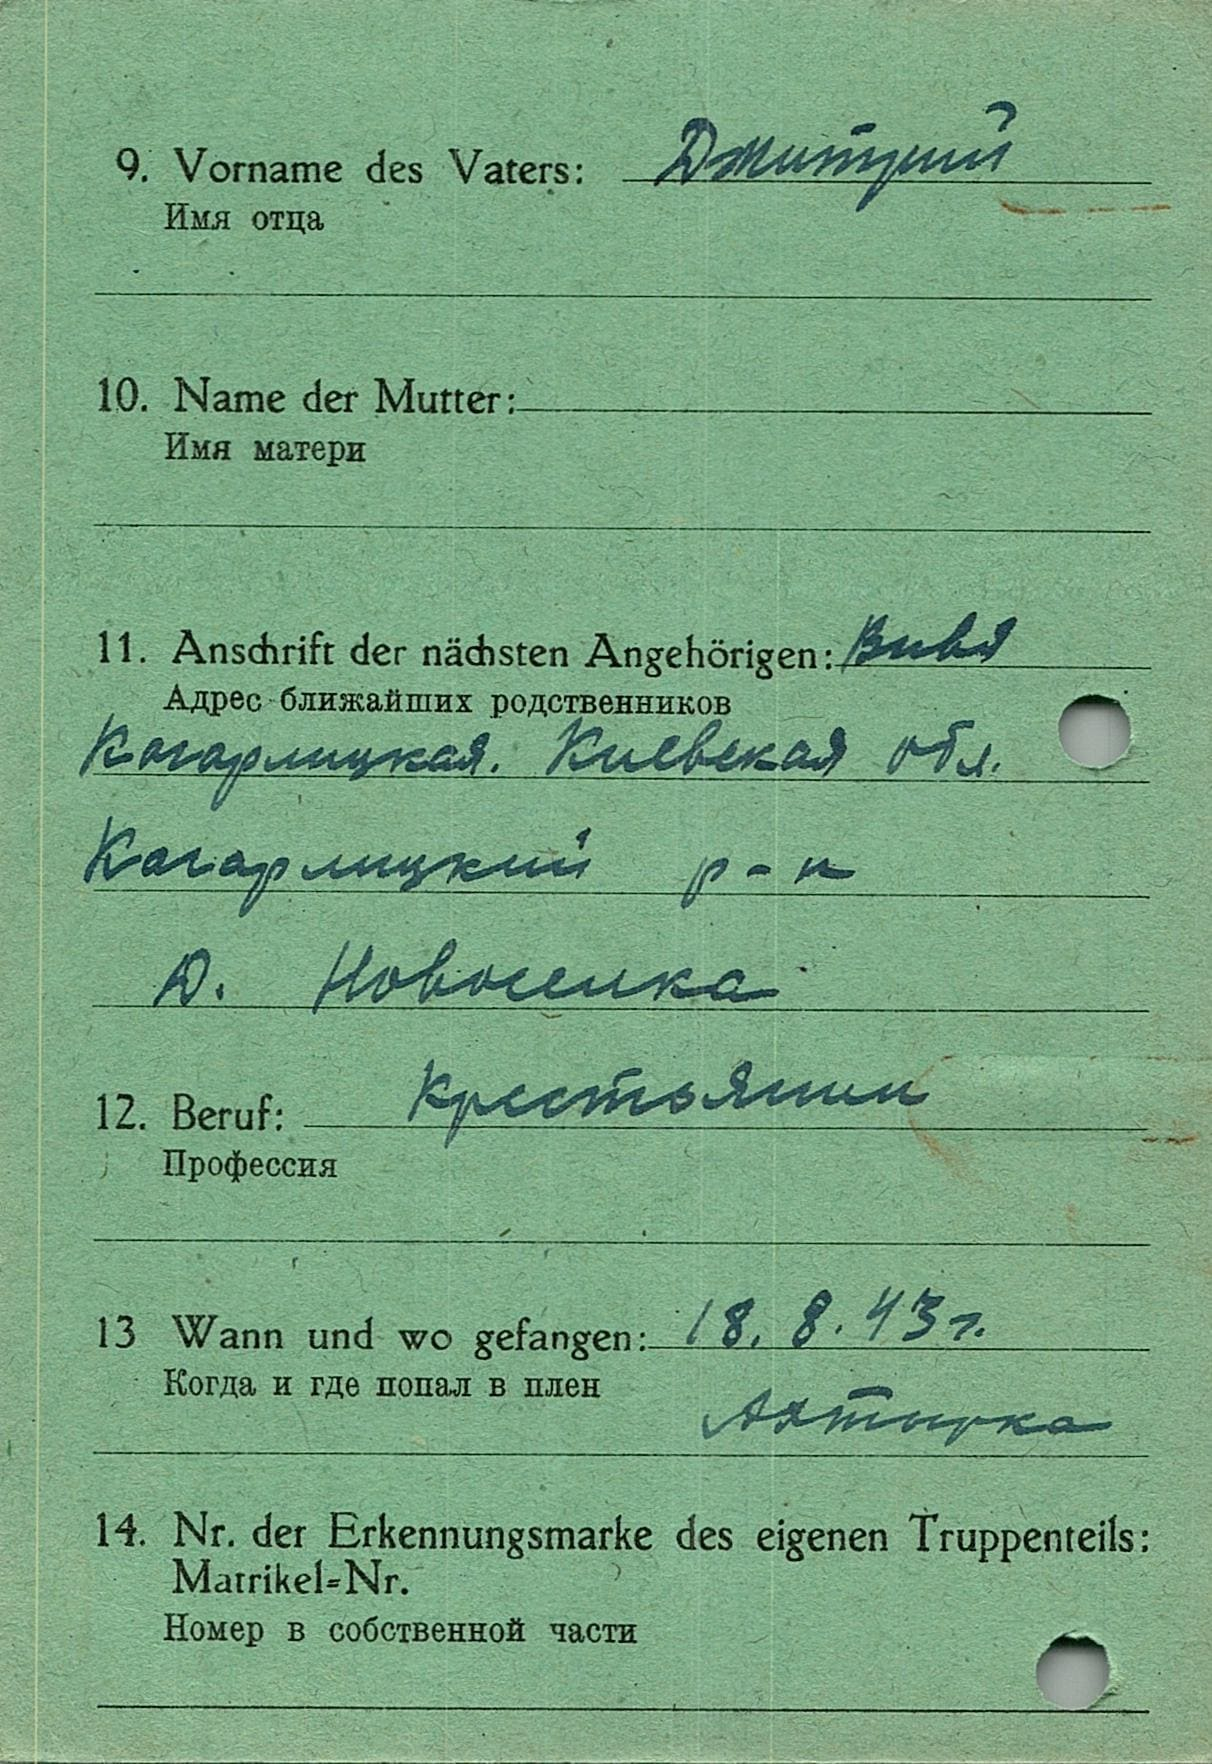 9. Vorname des Vaters: Дмитрий
Имя отца
10. Name der Mutter:
Имя матери
11. Anschrift der nächsten Angehörigen:
Адрес ближайших родственников
Кагарлицкая. Киевская обл.
Кагарлицкий р-н
Д. Новоселка
12. Beruf: Крестьянин
Профессия
13 Wann und wo gefangen: 18.8.43г.
Когда и где попал в плен
Ахтырка
14. Nr. der Erkennungsmarke des eigenen Truppenteils:
Matrikel=Nr.
Номер в собственной части